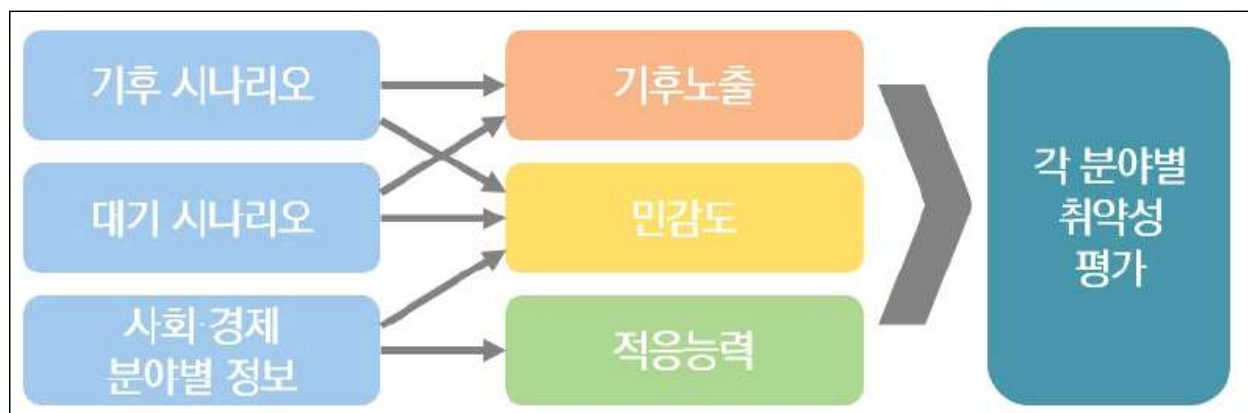 기후 시나리오
대기 시나리오
사회·경제
분야별 정보
기후노출
민감도
적응능력
각 분야별
취약성
평가